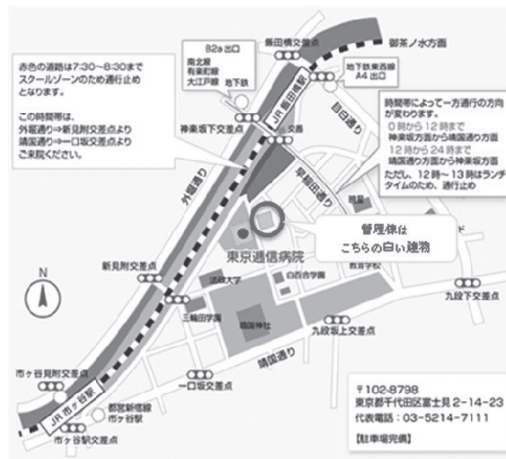 飯田橋交差点
御茶ノ水方面
B2a 出口
南北線
有楽町線
大江戸線 地下鉄
地下鉄東西線
A4 出口
JR 飯田橋駅
赤色の道路は7:30～8:30まで
スクールゾーンのため通行止め
となります。
この時間帯は、
外堀通り⇒新見附交差点より
靖国通り⇒一口坂交差点より
ご来院ください。
神楽坂下交差点
交番
目白通り
早稲田通り
時間帯によって一方通行の方向
が変わります。
0時から12時まで
神楽坂方面から靖国通り方面
12時から24時まで
靖国通り方面から神楽坂方面
ただし、12時～13時はランチ
タイムのため、通行止め
外堀通り
管理棟は
こちらの白い建物
東京逓信病院
N
新見附交差点
法政大学
白百合学園
教育学校
三輪田学園
靖国神社
九段下交差点
九段坂上交差点
靖国通り
一口坂交差点
市ヶ谷見附交差点
JR 市ヶ谷駅
都営新宿線
市ヶ谷駅
市ヶ谷駅交差点
〒102-8798
東京都千代田区富士見 2-14-23
代表電話：03-5214-7111
【駐車場完備】